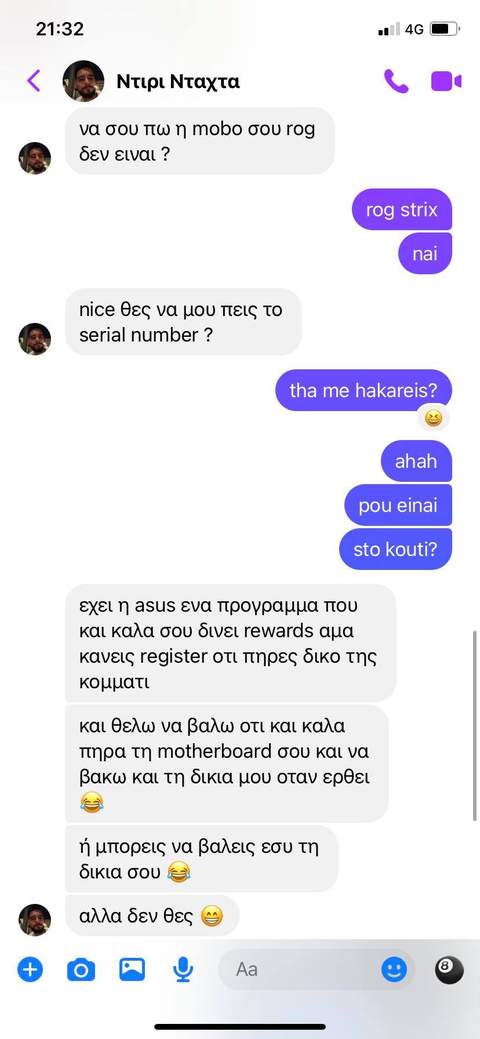 21:32
4G
Ντιρι Νταχτα
να σου πω η mobo σου rog
δεν ειναι ?
rog strix
nai
nice θες να μου πεις το
serial number ?
tha me hakareis?
😆
ahah
pou einai
sto kouti?
εχει η asus ενα προγραμμα που
και καλα σου δινει rewards αμα
κανεις register οτι πηρες δικο της
κομματι
και θελω να βαλω οτι και καλα
πηρα τη motherboard σου και να
βακω και τη δικια μου οταν ερθει
😂
ή μπορεις να βαλεις εσυ τη
δικια σου 😂
αλλα δεν θες 😁
Aa
8